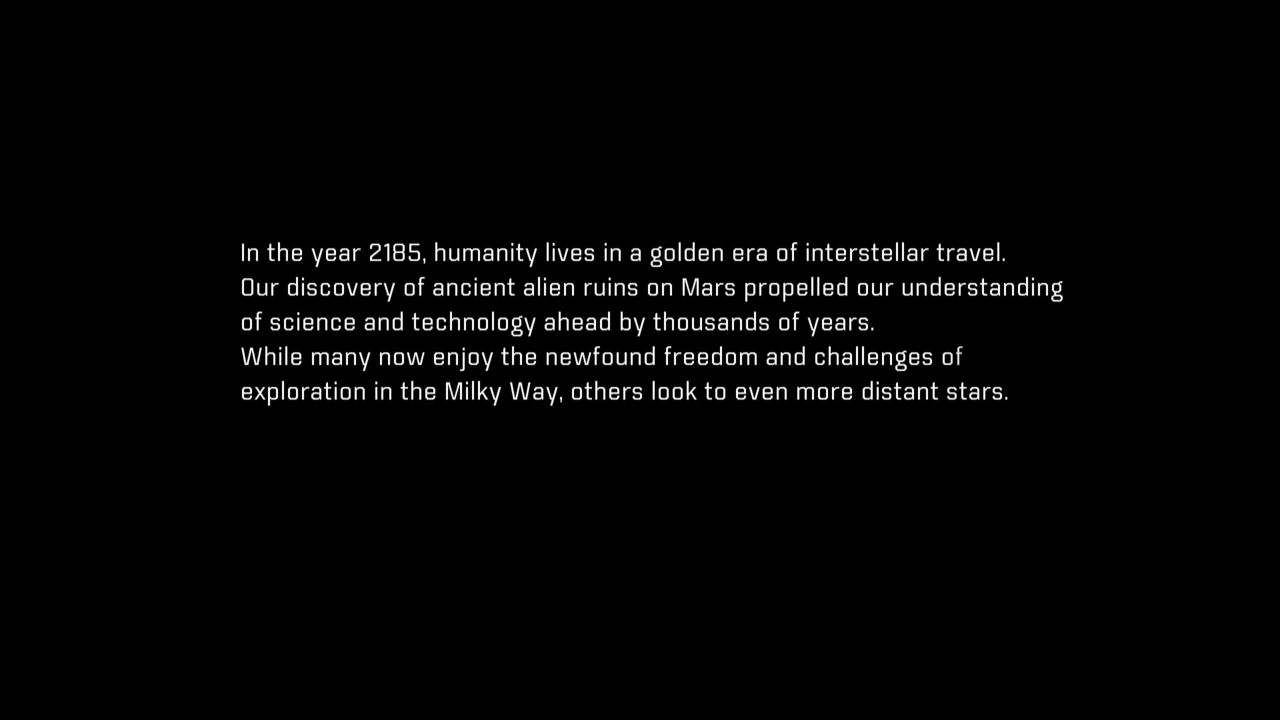 In the year 2185, humanity lives in a golden era of interstellar travel.
Our discovery of ancient alien ruins on Mars propelled our understanding
of science and technology ahead by thousands of years.
While many now enjoy the newfound freedom and challenges of
exploration in the Milky Way, others look to even more distant stars.